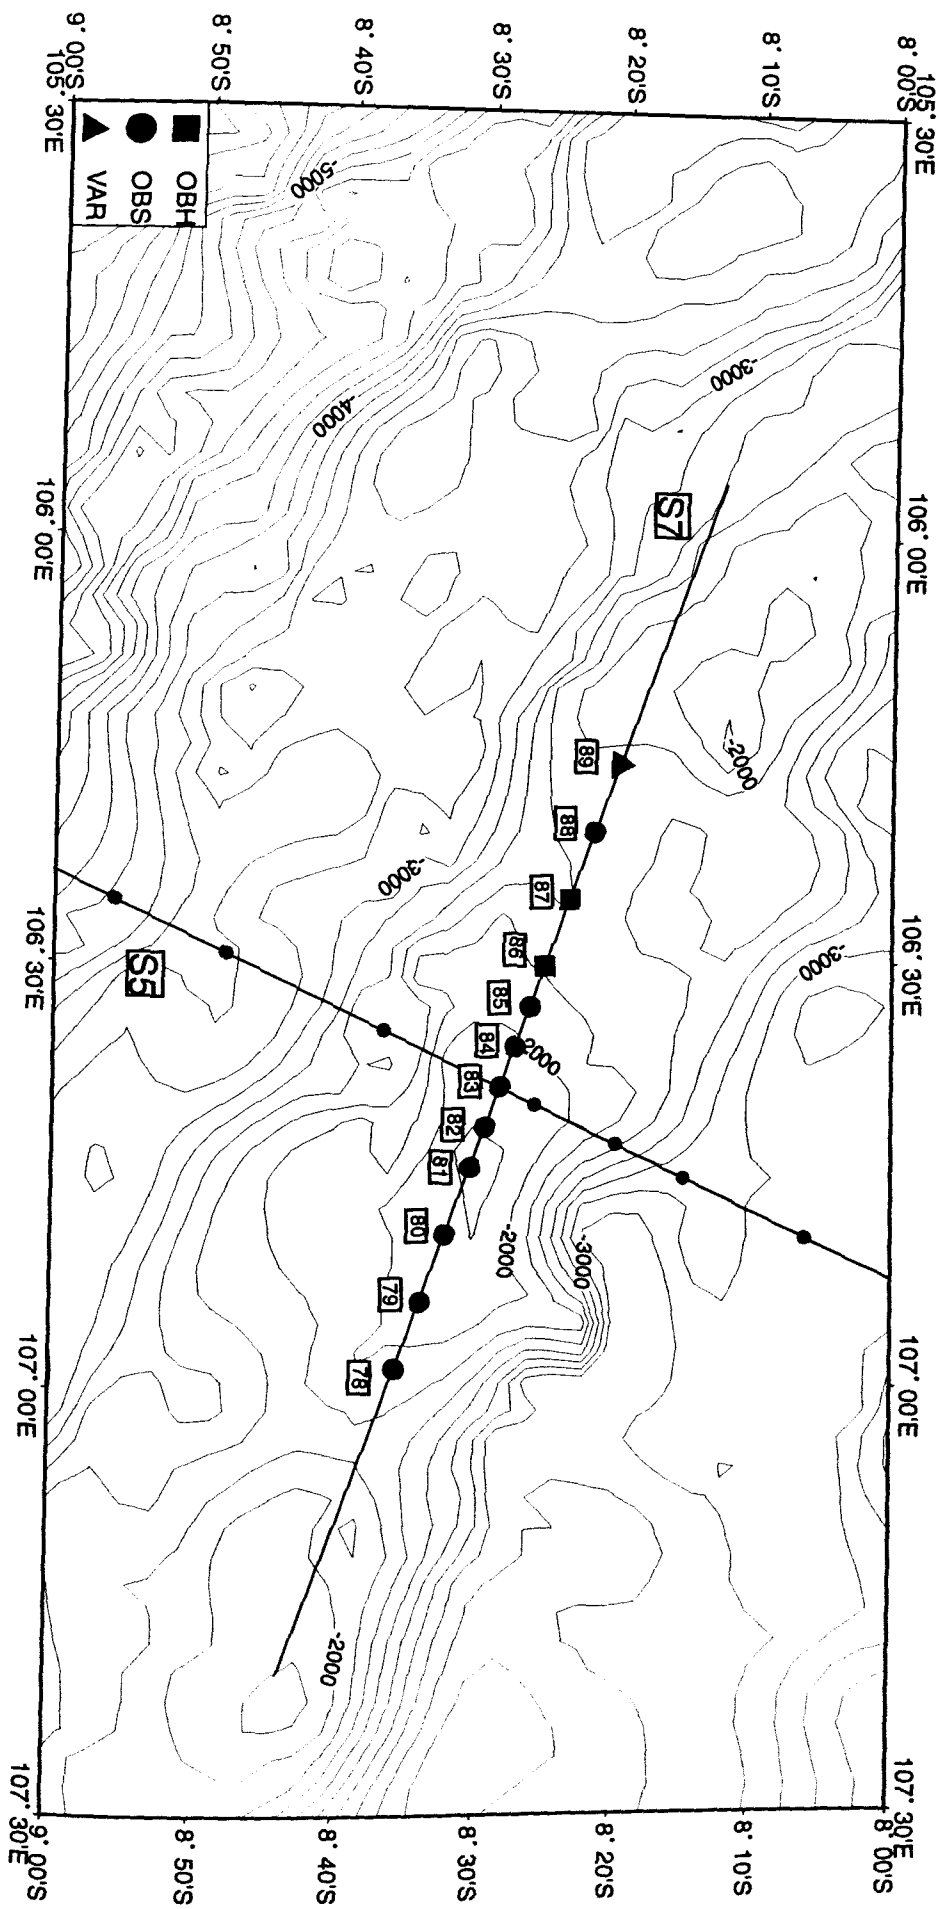 105˚ 30'E
106˚ 00'E
106˚ 30'E
107˚ 00'E
107˚ 30'E
8˚ 00'S
8˚ 00'S
8˚ 10'S
8˚ 10'S
8˚ 20'S
8˚ 20'S
8˚ 30'S
8˚ 30'S
8˚ 40'S
8˚ 40'S
8˚ 50'S
8˚ 50'S
9˚ 00'S
9˚ 00'S
105˚ 30'E
106˚ 00'E
106˚ 30'E
107˚ 00'E
107˚ 30'E
-3000
-2000
-3000
S7
89
88
87
86
85
84
83
82
81
80
79
78
2000
-3000
-2000
-2000
-5000
-4000
-3000
S5
OBH
OBS
VAR